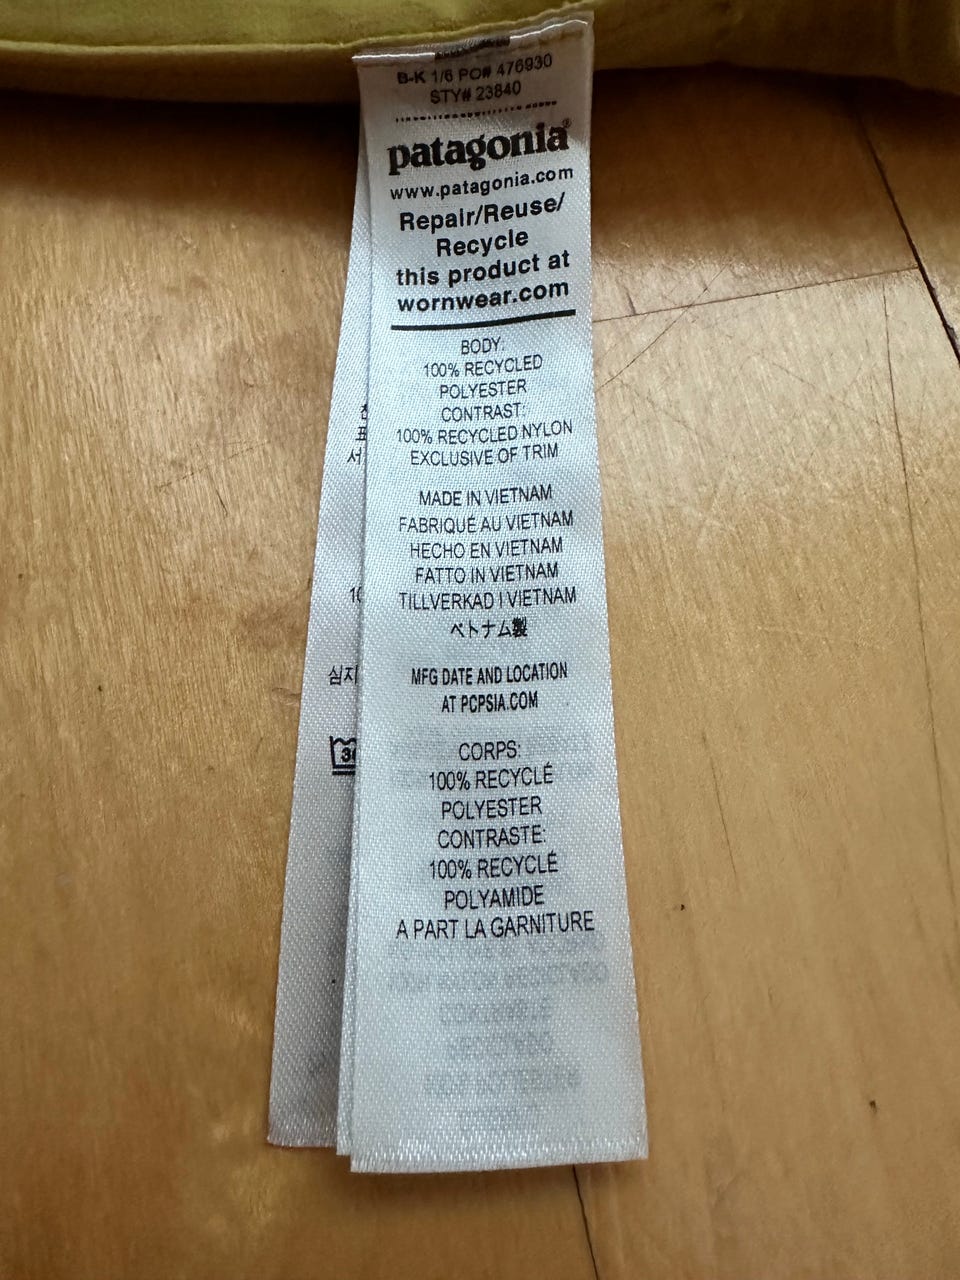 B-K 1/6 PO# 476930
STY# 23840
patagonia®
www.patagonia.com
Repair/Reuse/
Recycle
this product at
wornwear.com
BODY:
100% RECYCLED
POLYESTER
CONTRAST:
100% RECYCLED NYLON
EXCLUSIVE OF TRIM
MADE IN VIETNAM
FABRIQUÉ AU VIETNAM
HECHO EN VIETNAM
FATTO IN VIETNAM
TILLVERKAD I VIETNAM
ベトナム製
MFG DATE AND LOCATION
AT PCPSIA.COM
CORPS:
100% RECYCLÉ
POLYESTER
CONTRASTE:
100% RECYCLÉ
POLYAMIDE
A PART LA GARNITURE
심지